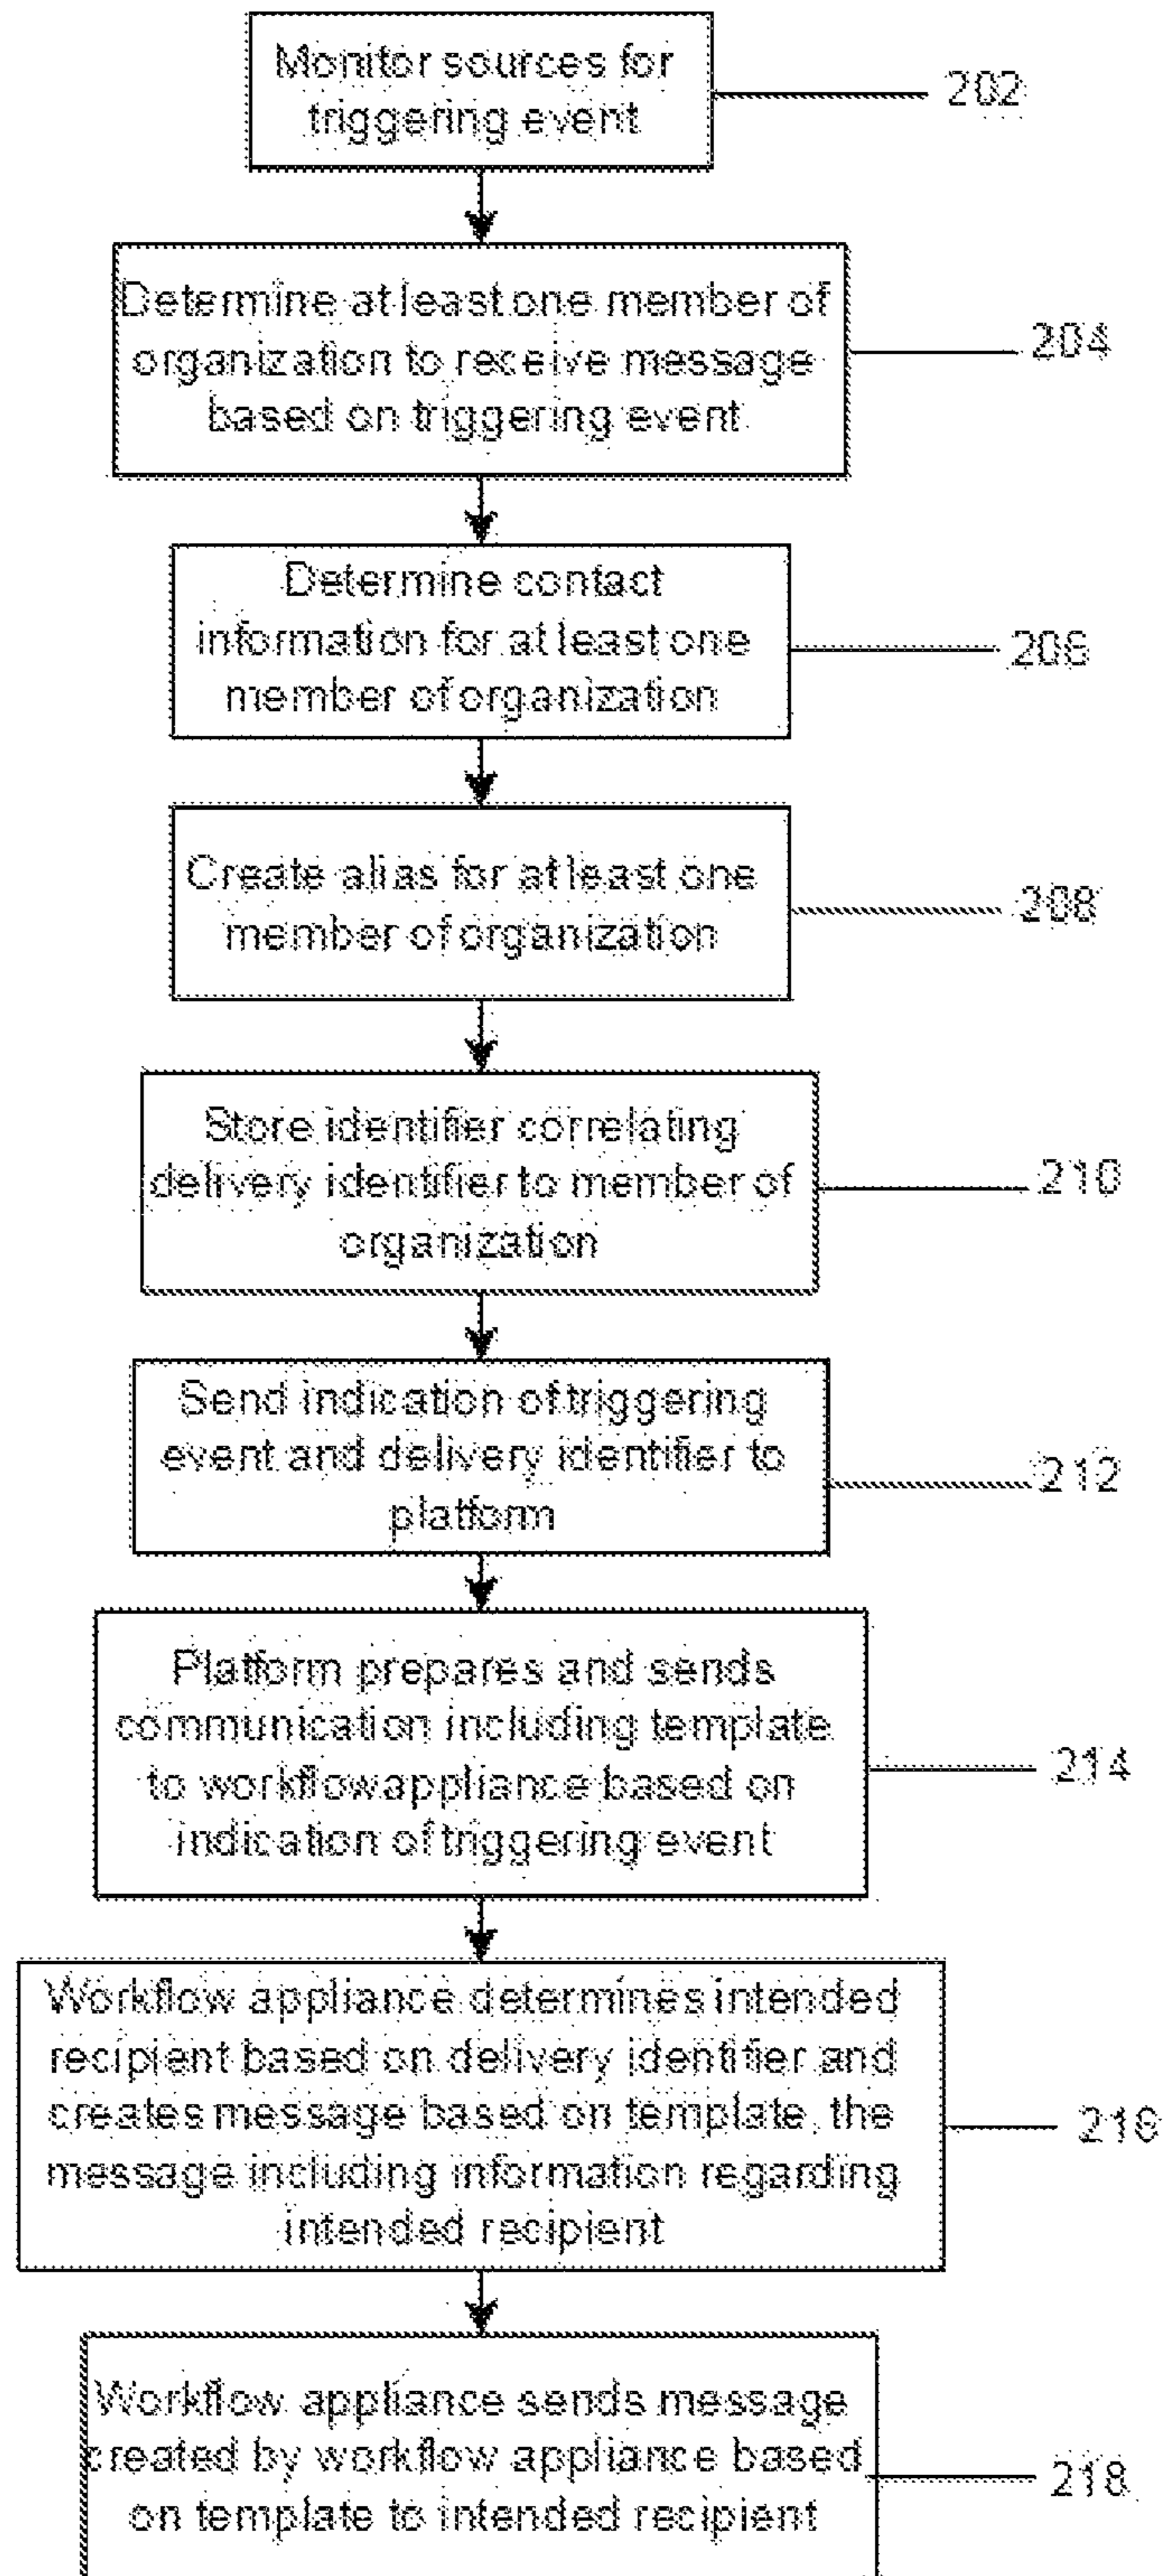 Monitor sources for
triggering event
202
Determine at least one member of
organization to receive message
based on triggering event
204
Determine contact
information for at least one
member of organization
206
Create alias for at least one
member of organization
208
Store identifier correlating
delivery identifier to member of
organization
210
Send indication of triggering
event and delivery identifier to
platform
212
Platform prepares and sends
communication including template
to workflow appliance based on
indication of triggering event
214
Workflow appliance determines intended
recipient based on delivery identifier and
creates message based on template, the
message including information regarding
intended recipient
216
Workflow appliance sends message
created by workflow appliance based
on template to intended recipient
218